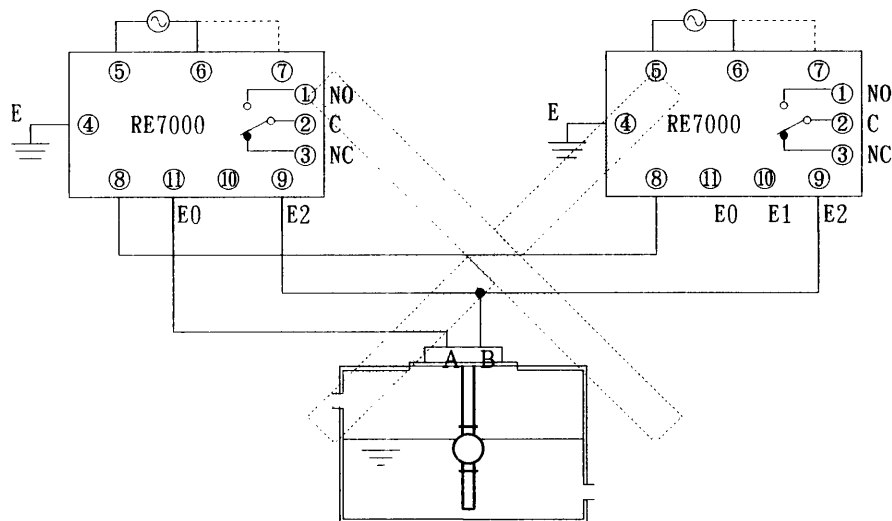 ⑤ ⑥ ⑦
① NO
E ④ RE7000 ② C
③ NC
⑧ ⑪ ⑩ ⑨
E0 E2
⑤ ⑥ ⑦
① NO
E ④ RE7000 ② C
③ NC
⑧ ⑪ ⑩ ⑨
E0 E1 E2
A B